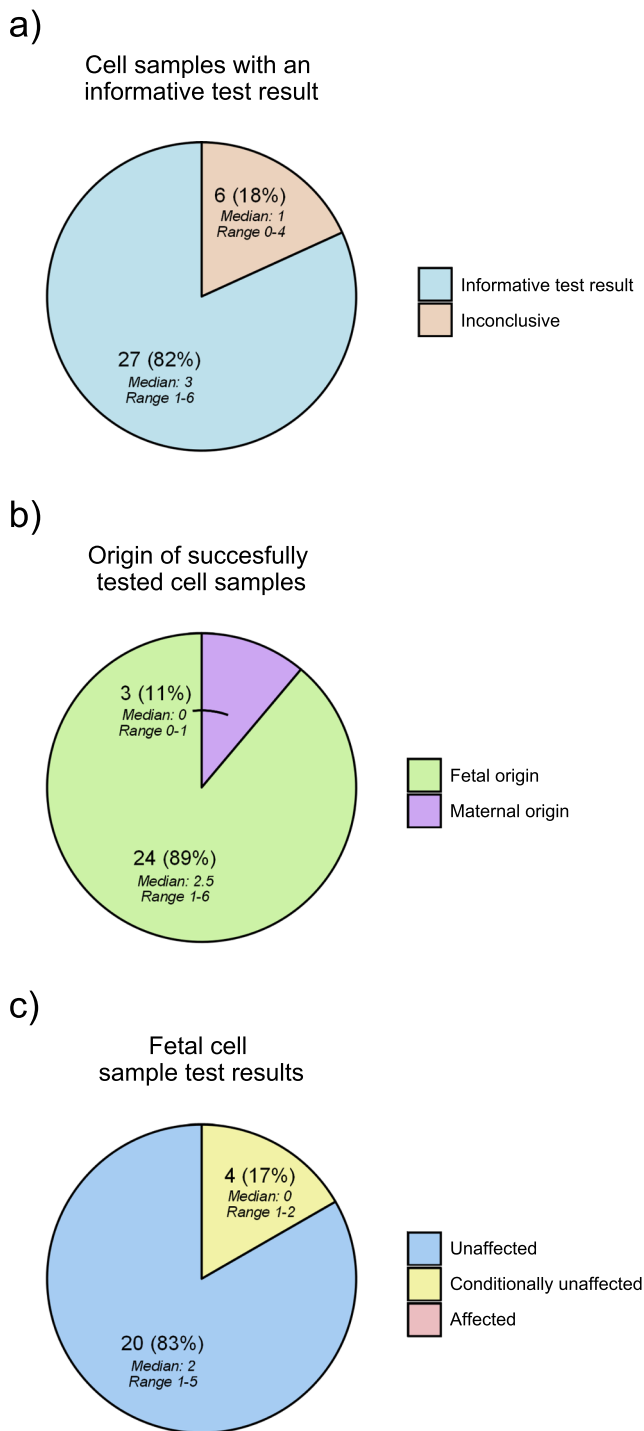 a)
Cell samples with an
informative test result
6 (18%)
Median: 1
Range 0-4
27 (82%)
Median: 3
Range 1-6
Informative test result
Inconclusive
b)
Origin of succesfully
tested cell samples
3 (11%)
Median: 0
Range 0-1
24 (89%)
Median: 2.5
Range 1-6
Fetal origin
Maternal origin
c)
Fetal cell
sample test results
4 (17%)
Median: 0
Range 1-2
20 (83%)
Median: 2
Range 1-5
Unaffected
Conditionally unaffected
Affected